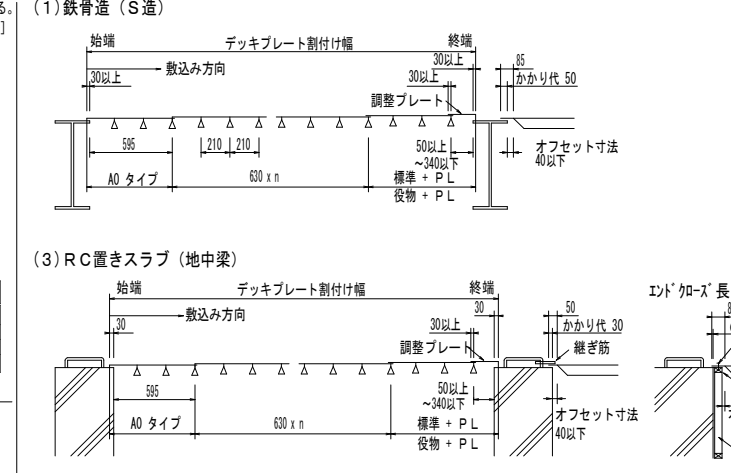 る。
]
(1)鉄骨造(S造)
始端
デッキプレート割付け幅
終端
30以上
85
敷込み方向
30以上
30以上
かかり代 50
調整プレート
595
210
210
50以上
~340以下
オフセット寸法
40以下
AO タイプ
630 x n
標準 + PL
役物 + PL
(3)RC置きスラブ(地中梁)
始端
デッキプレート割付け幅
終端
30
50
エンドクローズ長
敷込み方向
30
30以上
かかり代 30
調整プレート
継ぎ筋
595
50以上
~340以下
オフセット寸法
40以下
AO タイプ
630 x n
標準 + PL
役物 + PL